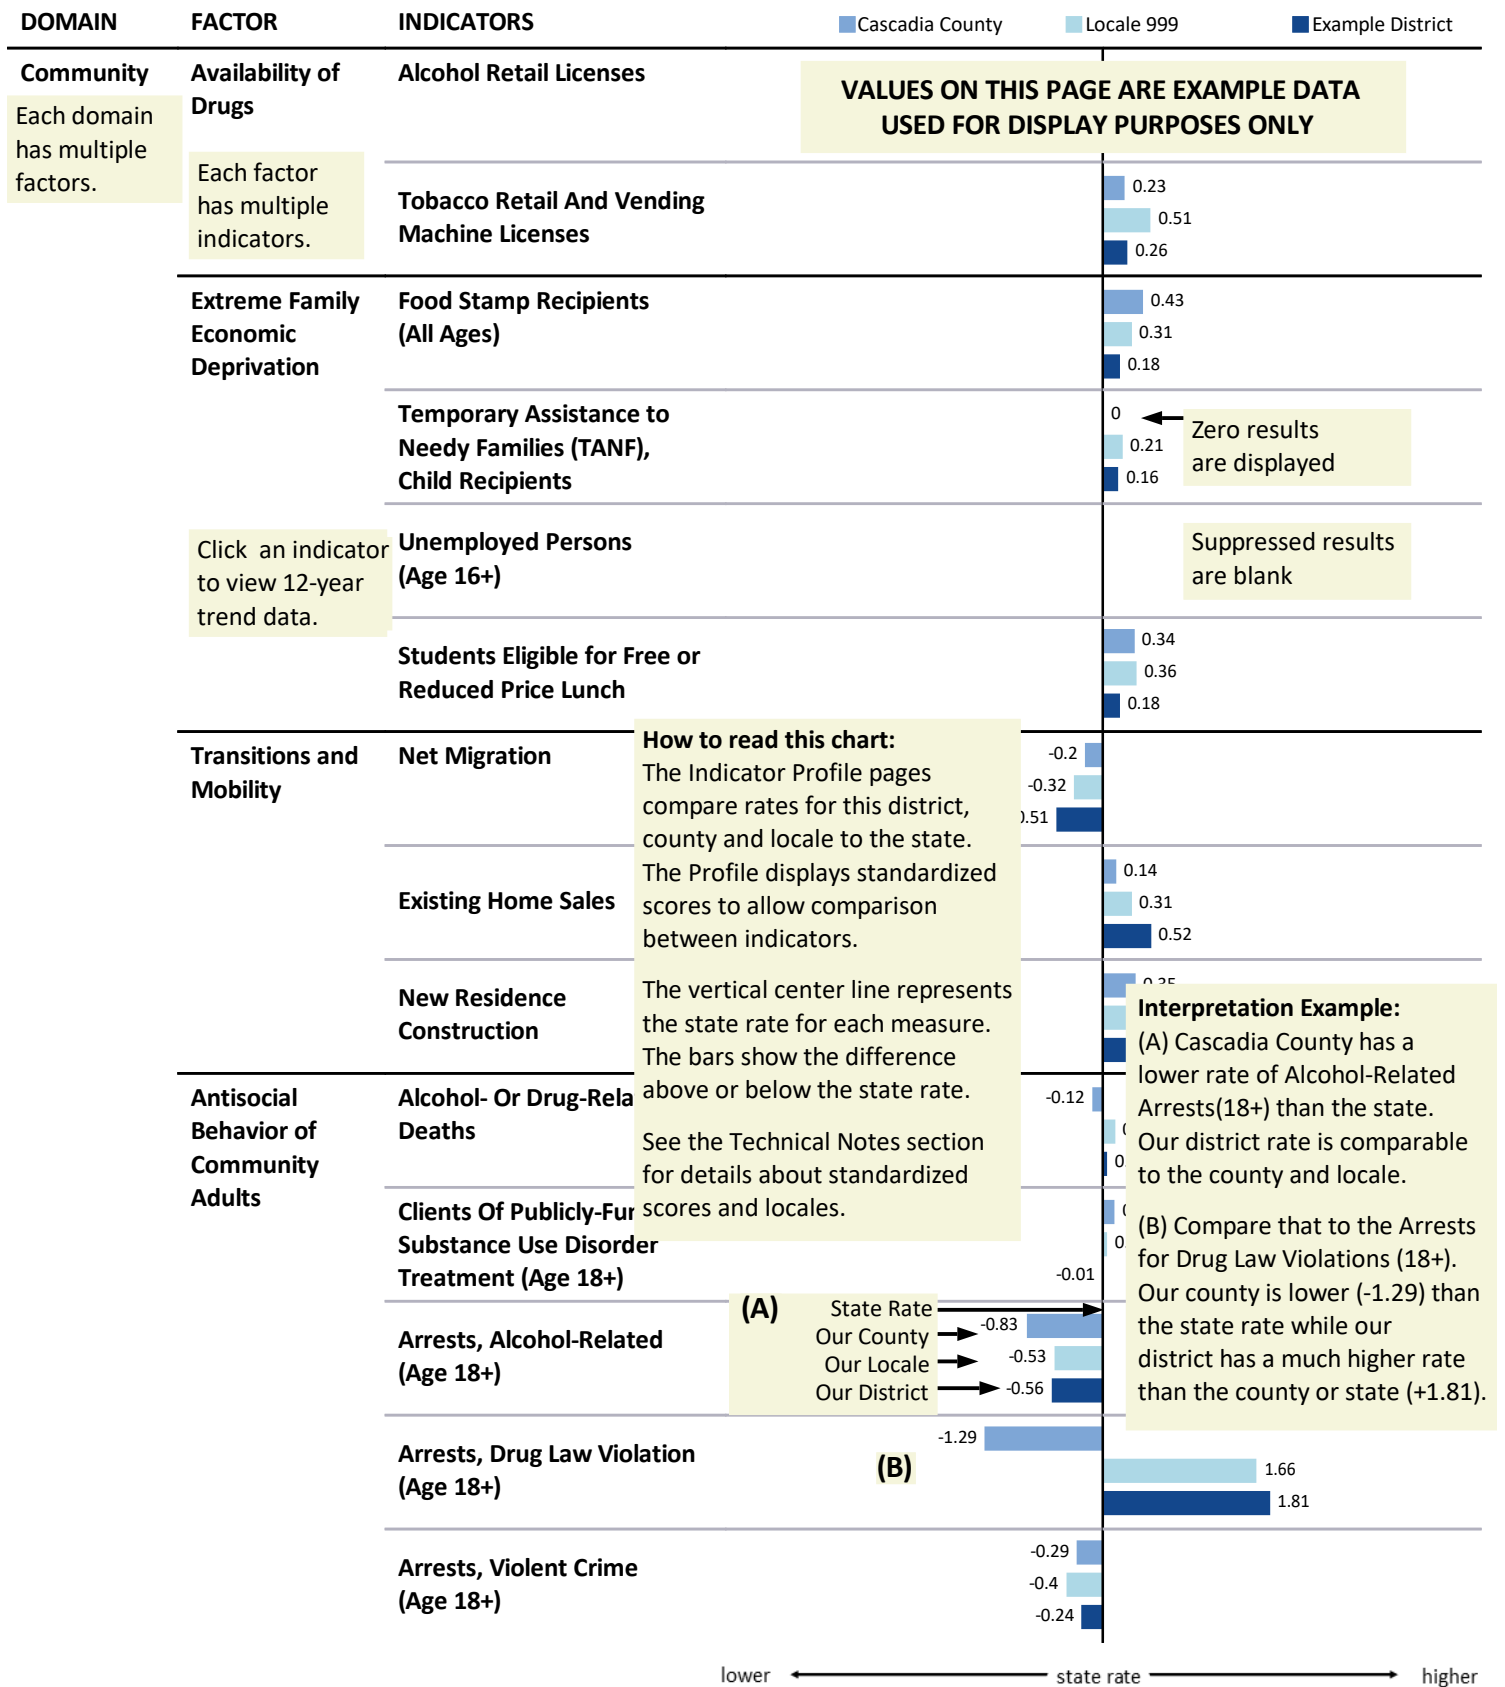 DOMAIN FACTOR INDICATORS Cascadia County Locale 999 Example District
Community
Each domain
has multiple
factors.
Availability of
Drugs
Each factor
has multiple
indicators.
Alcohol Retail Licenses
VALUES ON THIS PAGE ARE EXAMPLE DATA
USED FOR DISPLAY PURPOSES ONLY
Tobacco Retail And Vending
Machine Licenses
0.23
0.51
0.26
Extreme Family
Economic
Deprivation
Food Stamp Recipients
(All Ages)
0.43
0.31
0.18
Temporary Assistance to
Needy Families (TANF),
Child Recipients
0
0.21
0.16
Zero results
are displayed
Click an indicator
to view 12-year
trend data.
Unemployed Persons
(Age 16+)
Suppressed results
are blank
Students Eligible for Free or
Reduced Price Lunch
0.34
0.36
0.18
Transitions and
Mobility
Net Migration
-0.2
-0.32
0.51
How to read this chart:
The Indicator Profile pages
compare rates for this district,
county and locale to the state.
The Profile displays standardized
scores to allow comparison
between indicators.
The vertical center line represents
the state rate for each measure.
The bars show the difference
above or below the state rate.
See the Technical Notes section
for details about standardized
scores and locales.
Existing Home Sales
0.14
0.31
0.52
New Residence
Construction
Interpretation Example:
(A) Cascadia County has a
lower rate of Alcohol-Related
Arrests(18+) than the state.
Our district rate is comparable
to the county and locale.
(B) Compare that to the Arrests
for Drug Law Violations (18+).
Our county is lower (-1.29) than
the state rate while our
district has a much higher rate
than the county or state (+1.81).
Antisocial
Behavior of
Community
Adults
Alcohol- Or Drug-Rela
Deaths
-0.12
Clients Of Publicly-Fu
Substance Use Disorder
Treatment (Age 18+)
-0.01
Arrests, Alcohol-Related
(Age 18+)
(A) State Rate
Our County -0.83
Our Locale -0.53
Our District -0.56
Arrests, Drug Law Violation
(Age 18+)
(B)
-1.29
1.66
1.81
Arrests, Violent Crime
(Age 18+)
-0.29
-0.4
-0.24
lower state rate higher